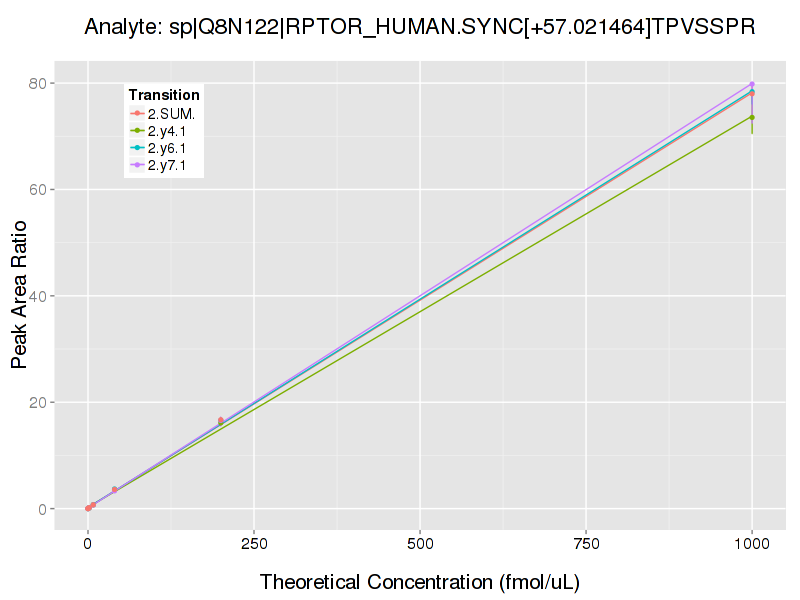 Analyte: sp|Q8N122|RPTOR_HUMAN.SYNC[+57.021464]TPVSSPR
Transition
2.SUM.
2.y4.1
2.y6.1
2.y7.1
Peak Area Ratio
80
60
40
20
0
0 250 500 750 1000
Theoretical Concentration (fmol/uL)